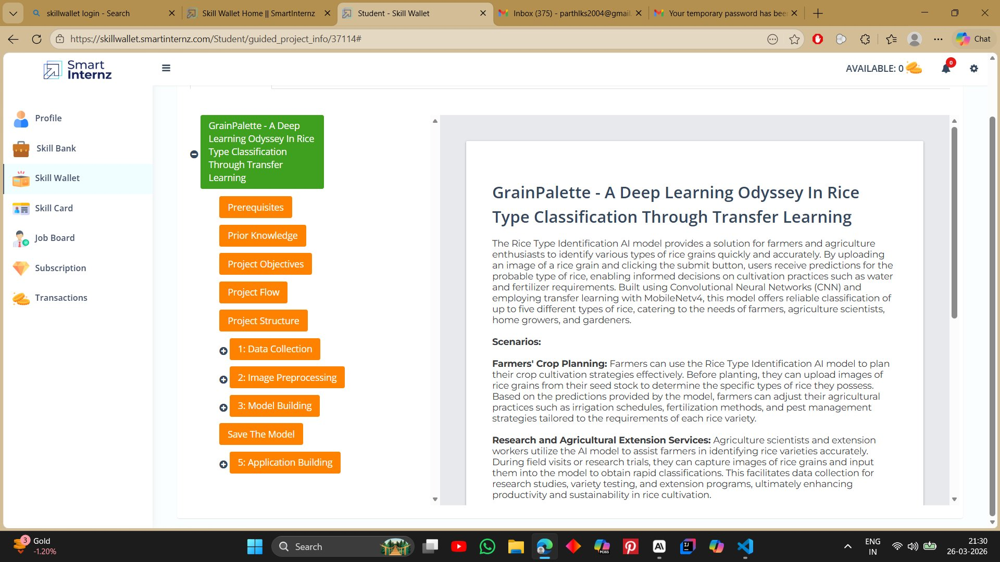 skillwallet login - Search
Skill Wallet Home || SmartInternz
Student - Skill Wallet
Inbox (375) - parthlks2004@gmail.
Your temporary password has been
https://skillwallet.smartinternz.com/Student/guided_project_info/37114#
Chat
Smart
Internz
AVAILABLE: 0
0
Profile
Skill Bank
Skill Wallet
Skill Card
Job Board
Subscription
Transactions
GrainPalette - A Deep
Learning Odyssey In Rice
Type Classification
Through Transfer
Learning
Prerequisites
Prior Knowledge
Project Objectives
Project Flow
Project Structure
1: Data Collection
2: Image Preprocessing
3: Model Building
Save The Model
5: Application Building
GrainPalette - A Deep Learning Odyssey In Rice
Type Classification Through Transfer Learning
The Rice Type Identification AI model provides a solution for farmers and agriculture
enthusiasts to identify various types of rice grains quickly and accurately. By uploading
an image of a rice grain and clicking the submit button, users receive predictions for the
probable type of rice, enabling informed decisions on cultivation practices such as water
and fertilizer requirements. Built using Convolutional Neural Networks (CNN) and
employing transfer learning with MobileNetv4, this model offers reliable classification of
up to five different types of rice, catering to the needs of farmers, agriculture scientists,
home growers, and gardeners.
Scenarios:
Farmers' Crop Planning: Farmers can use the Rice Type Identification AI model to plan
their crop cultivation strategies effectively. Before planting, they can upload images of
rice grains from their seed stock to determine the specific types of rice they possess.
Based on the predictions provided by the model, farmers can adjust their agricultural
practices such as irrigation schedules, fertilization methods, and pest management
strategies tailored to the requirements of each rice variety.
Research and Agricultural Extension Services: Agriculture scientists and extension
workers utilize the AI model to assist farmers in identifying rice varieties accurately.
During field visits or research trials, they can capture images of rice grains and input
them into the model to obtain rapid classifications. This facilitates data collection for
research studies, variety testing, and extension programs, ultimately enhancing
productivity and sustainability in rice cultivation.
3
Gold
-1.20%
Search
M365
IJ
ENG
IN
21:30
26-03-2026